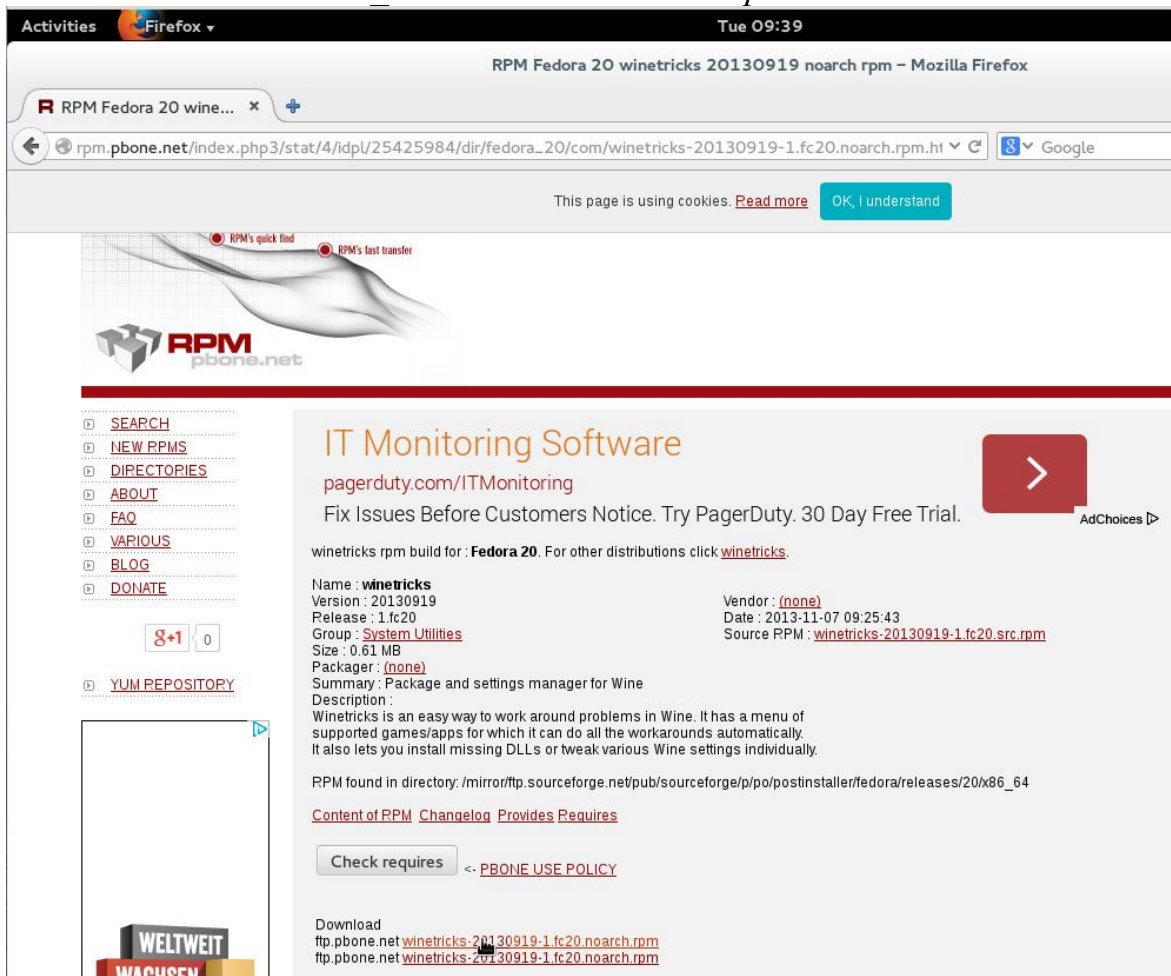 Activities Firefox Tue 09:39
RPM Fedora 20 winetricks 20130919 noarch rpm – Mozilla Firefox
RPM Fedora 20 wine...
rpm.pbone.net/index.php3/stat/4/idpl/25425984/dir/fedora_20/com/winetricks-20130919-1.fc20.noarch.rpm.ht Google
This page is using cookies. Read more OK, I understand
RPM's quick find
RPM's fast transfer
RPM
pbone.net
SEARCH
NEW RPMS
DIRECTORIES
ABOUT
FAQ
VARIOUS
BLOG
DONATE
g+1 0
YUM REPOSITORY
WELTWEIT
WACHSEN
IT Monitoring Software
pagerduty.com/ITMonitoring
Fix Issues Before Customers Notice. Try PagerDuty. 30 Day Free Trial.
AdChoices
winetricks rpm build for : Fedora 20. For other distributions click winetricks.
Name : winetricks
Version : 20130919 Vendor : (none)
Release : 1.fc20 Date : 2013-11-07 09:25:43
Group : System Utilities Source RPM : winetricks-20130919-1.fc20.src.rpm
Size : 0.61 MB
Packager : (none)
Summary : Package and settings manager for Wine
Description :
Winetricks is an easy way to work around problems in Wine. It has a menu of
supported games/apps for which it can do all the workarounds automatically.
It also lets you install missing DLLs or tweak various Wine settings individually.
RPM found in directory: /mirror/ftp.sourceforge.net/pub/sourceforge/p/po/postinstaller/fedora/releases/20/x86_64
Content of RPM Changelog Provides Requires
Check requires <- PBONE USE POLICY
Download
ftp.pbone.net winetricks-20130919-1.fc20.noarch.rpm
ftp.pbone.net winetricks-20130919-1.fc20.noarch.rpm